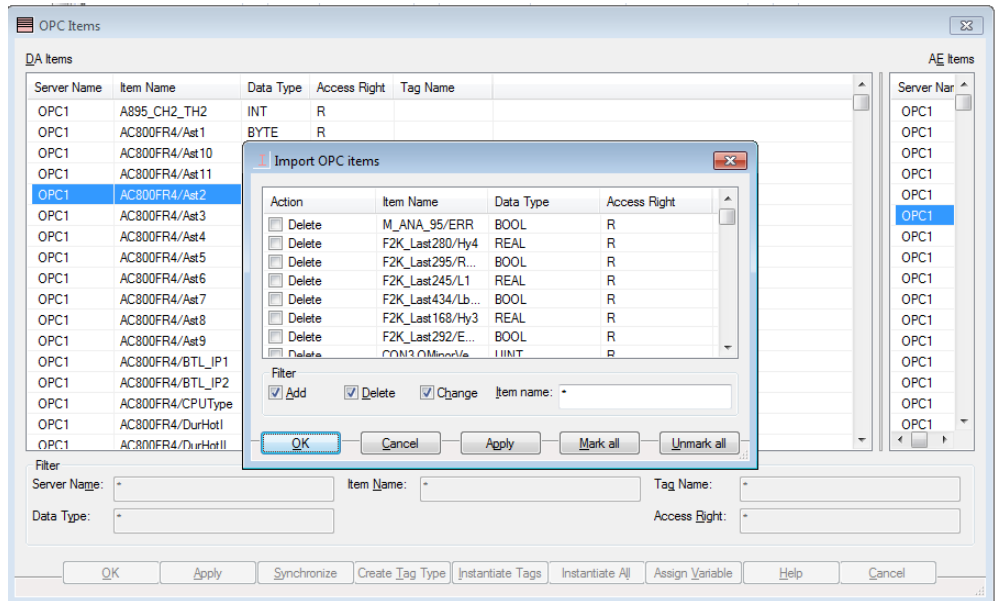 OPC Items
DA Items
AE Items
Server Name Item Name Data Type Access Right Tag Name
Server Nar
OPC1 A895_CH2_TH2 INT R
OPC1
OPC1 AC800FR4/Ast1 BYTE R
OPC1
OPC1 AC800FR4/Ast10
OPC1
OPC1 AC800FR4/Ast11
OPC1
OPC1 AC800FR4/Ast2
OPC1
OPC1 AC800FR4/Ast3
OPC1
OPC1 AC800FR4/Ast4
OPC1
OPC1 AC800FR4/Ast5
OPC1
OPC1 AC800FR4/Ast6
OPC1
OPC1 AC800FR4/Ast7
OPC1
OPC1 AC800FR4/Ast8
OPC1
OPC1 AC800FR4/Ast9
OPC1
OPC1 AC800FR4/BTL_IP1
OPC1
OPC1 AC800FR4/BTL_IP2
OPC1
OPC1 AC800FR4/CPUType
OPC1
OPC1 AC800FR4/DurHotI
OPC1
OPC1 AC800FR4/DurHotII
Import OPC items
Action Item Name Data Type Access Right
Delete M_ANA_95/ERR BOOL R
Delete F2K_Last280/Hy4 REAL R
Delete F2K_Last295/R... BOOL R
Delete F2K_Last245/L1 REAL R
Delete F2K_Last434/Lb... BOOL R
Delete F2K_Last168/Hy3 REAL R
Delete F2K_Last292/E... BOOL R
Delete CON3.OMinorVe... UINT R
Filter
Add Delete Change Item name: *
OK Cancel Apply Mark all Unmark all
Filter
Server Name: * Item Name: * Tag Name: *
Data Type: * Access Right: *
OK Apply Synchronize Create Tag Type Instantiate Tags Instantiate All Assign Variable Help Cancel